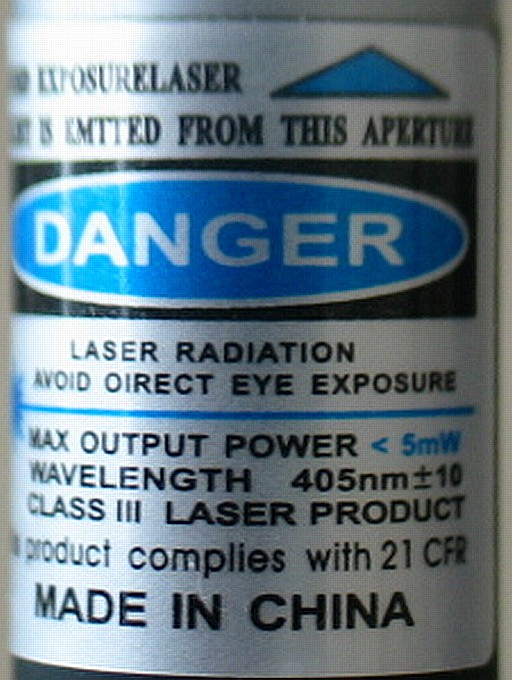 EXPOSURELASER
IS EMTTED FROM THIS APERTURE
DANGER
LASER RADIATION
AVOID OIRECT EYE EXPOSURE
MAX OUTPUT POWER < 5mW
WAVELENGTH 405nm±10
CLASS III LASER PRODUCT
product complies with 21 CFR
MADE IN CHINA